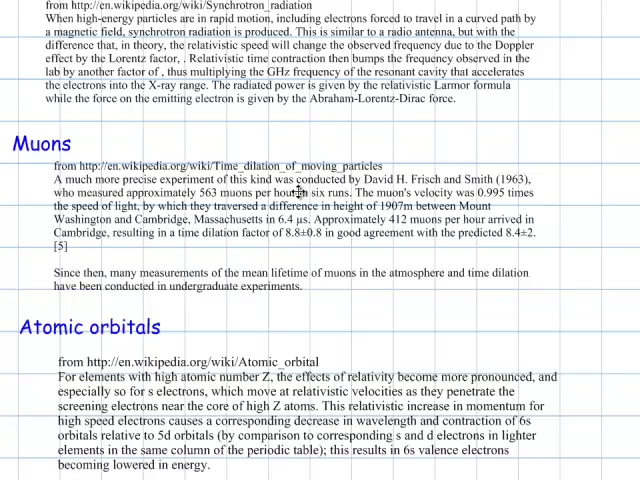 from http://en.wikipedia.org/wiki/Synchrotron_radiation
When high-energy particles are in rapid motion, including electrons forced to travel in a curved path by
a magnetic field, synchrotron radiation is produced. This is similar to a radio antenna, but with the
difference that, in theory, the relativistic speed will change the observed frequency due to the Doppler
effect by the Lorentz factor, . Relativistic time contraction then bumps the frequency observed in the
lab by another factor of , thus multiplying the GHz frequency of the resonant cavity that accelerates
the electrons into the X-ray range. The radiated power is given by the relativistic Larmor formula
while the force on the emitting electron is given by the Abraham-Lorentz-Dirac force.
Muons
from http://en.wikipedia.org/wiki/Time_dilation_of_moving_particles
A much more precise experiment of this kind was conducted by David H. Frisch and Smith (1963),
who measured approximately 563 muons per hour in six runs. The muon's velocity was 0.995 times
the speed of light, by which they traversed a difference in height of 1907m between Mount
Washington and Cambridge, Massachusetts in 6.4 µs. Approximately 412 muons per hour arrived in
Cambridge, resulting in a time dilation factor of 8.8±0.8 in good agreement with the predicted 8.4±2.
[5]
Since then, many measurements of the mean lifetime of muons in the atmosphere and time dilation
have been conducted in undergraduate experiments.
Atomic orbitals
from http://en.wikipedia.org/wiki/Atomic_orbital
For elements with high atomic number Z, the effects of relativity become more pronounced, and
especially so for s electrons, which move at relativistic velocities as they penetrate the
screening electrons near the core of high Z atoms. This relativistic increase in momentum for
high speed electrons causes a corresponding decrease in wavelength and contraction of 6s
orbitals relative to 5d orbitals (by comparison to corresponding s and d electrons in lighter
elements in the same column of the periodic table); this results in 6s valence electrons
becoming lowered in energy.